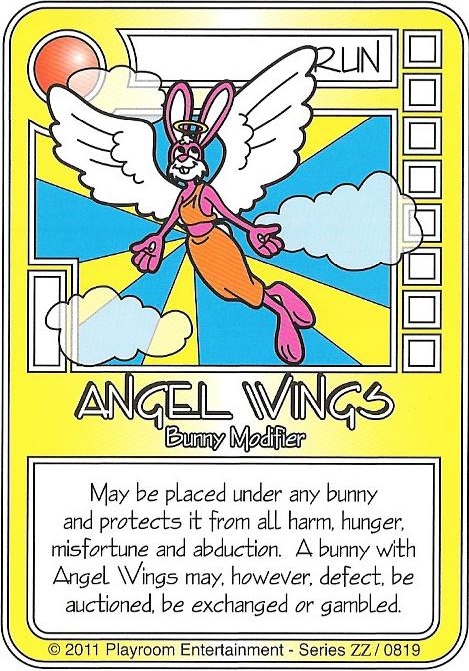 RUN
ANGEL WINGS
Bunny Modifier
May be placed under any bunny
and protects it from all harm, hunger,
misfortune and abduction. A bunny with
Angel Wings may, however, defect, be
auctioned, be exchanged or gambled.
© 2011 Playroom Entertainment - Series ZZ / 0819